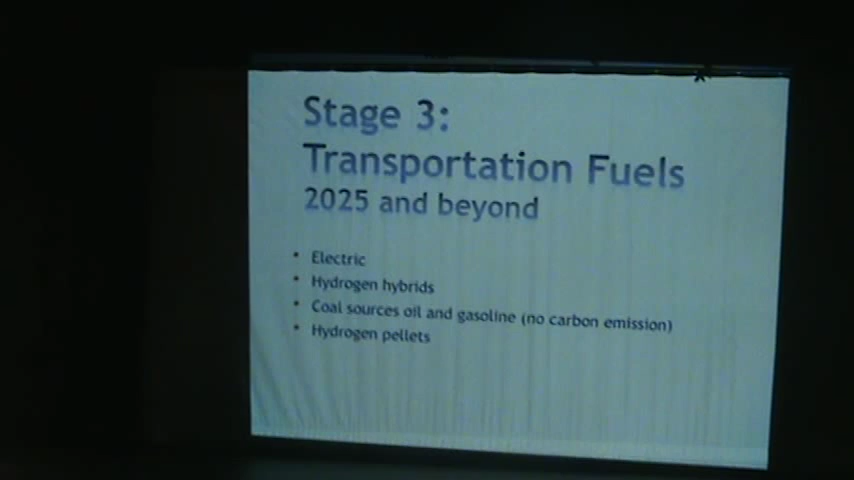 Stage 3:
Transportation Fuels
2025 and beyond
• Electric
• Hydrogen hybrids
• Coal sources oil and gasoline (no carbon emission)
• Hydrogen pellets